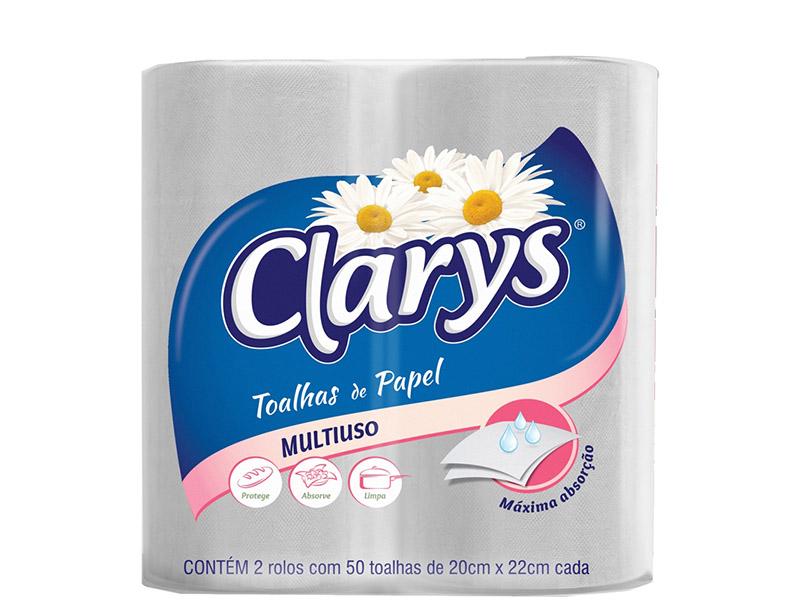 Clarys®
Toalhas de Papel
MULTIUSO
Protege
Absorve
Limpa
Máxima absorção
CONTÉM 2 rolos com 50 toalhas de 20cm x 22cm cada